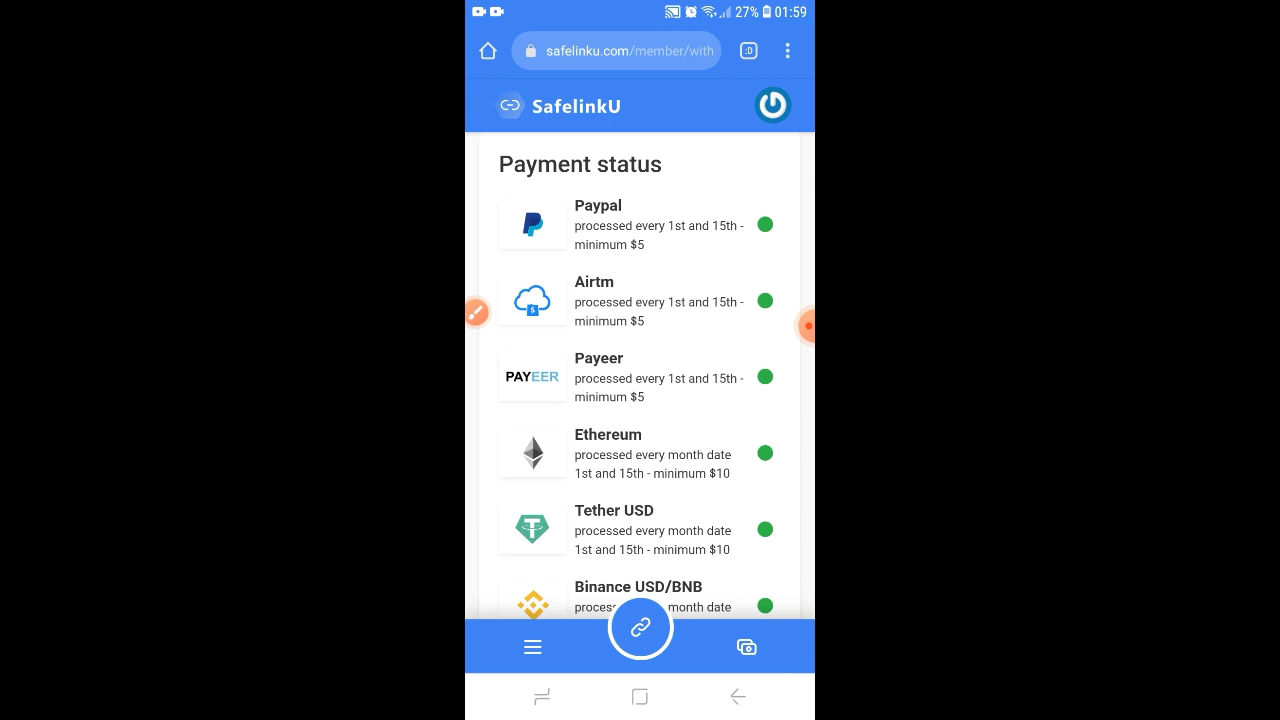 27% 01:59
safelinku.com/member/with
:D
SafelinkU
Payment status
Paypal
processed every 1st and 15th -
minimum $5
Airtm
processed every 1st and 15th -
minimum $5
PAYEER
Payeer
processed every 1st and 15th -
minimum $5
Ethereum
processed every month date
1st and 15th - minimum $10
Tether USD
processed every month date
1st and 15th - minimum $10
Binance USD/BNB
month date